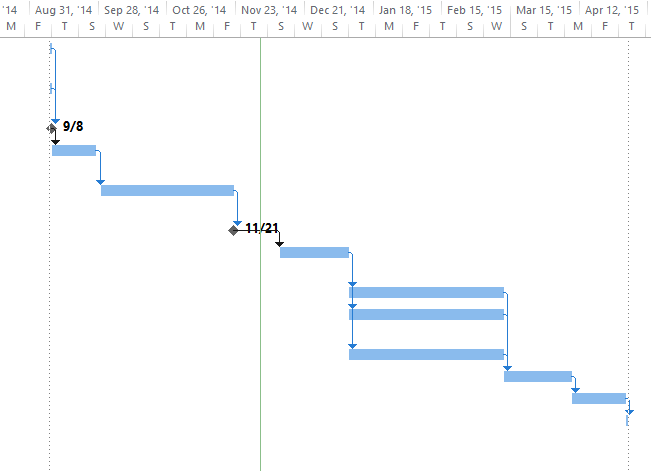 '14 Aug 31, '14 Sep 28, '14 Oct 26, '14 Nov 23, '14 Dec 21, '14 Jan 18, '15 Feb 15, '15 Mar 15, '15 Apr 12, '15
M F T S W T F M S W T F S T M S W F T
9/8
11/21